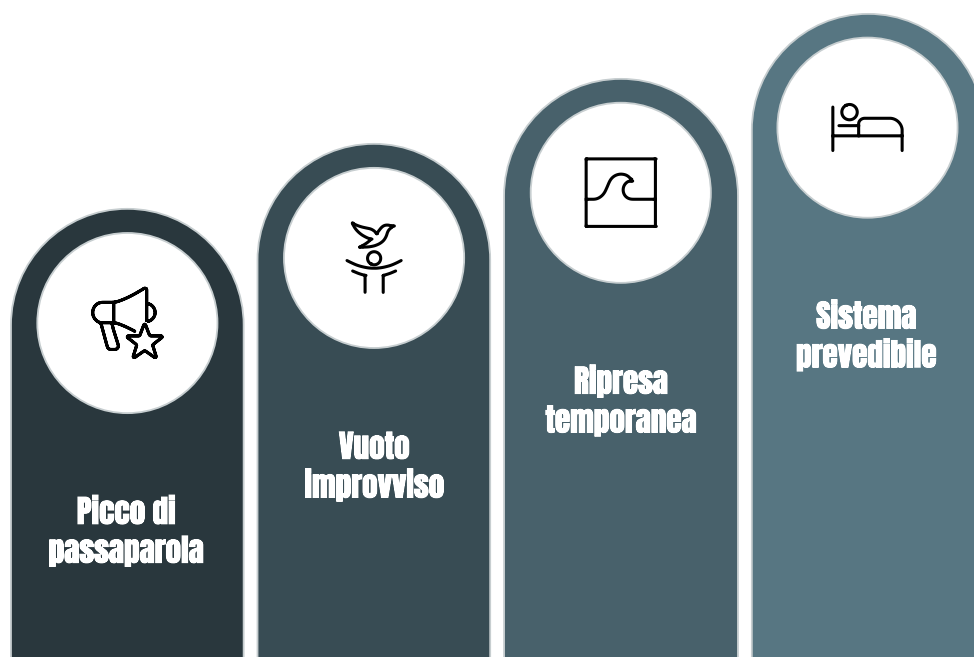 Picco di
passaparola
Vuoto
improvviso
Ripresa
temporanea
Sistema
prevedibile